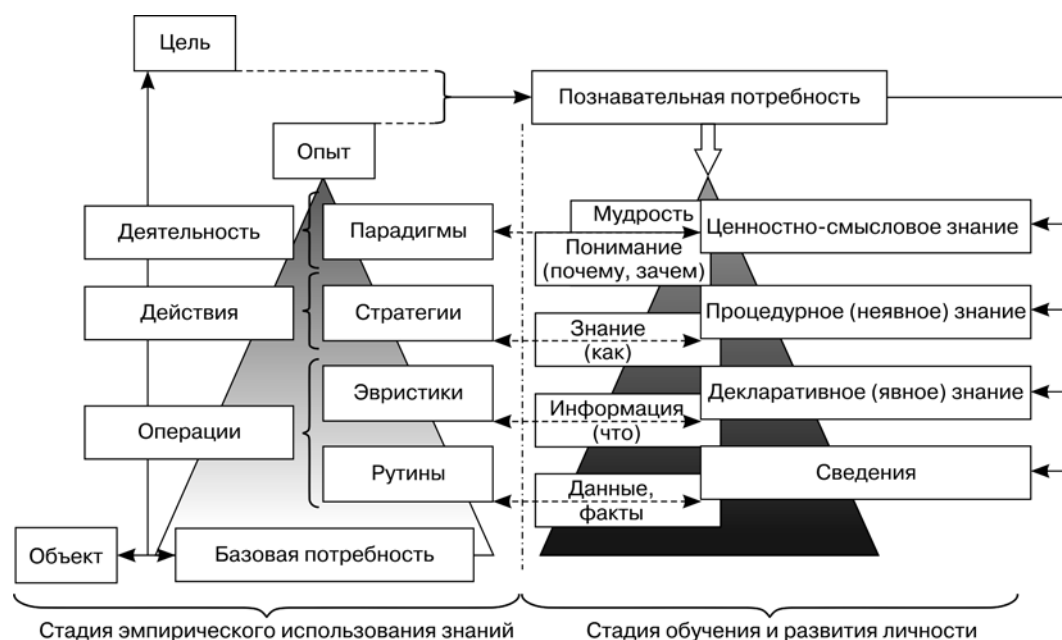 Цель
Познавательная потребность
Опыт
Деятельность
Парадигмы
Мудрость
Понимание
(почему, зачем)
Ценностно-смысловое знание
Действия
Стратегии
Знание
(как)
Процедурное (неявное) знание
Операции
Эвристики
Информация
(что)
Декларативное (явное) знание
Рутины
Данные,
факты
Сведения
Объект
Базовая потребность
Стадия эмпирического использования знаний
Стадия обучения и развития личности